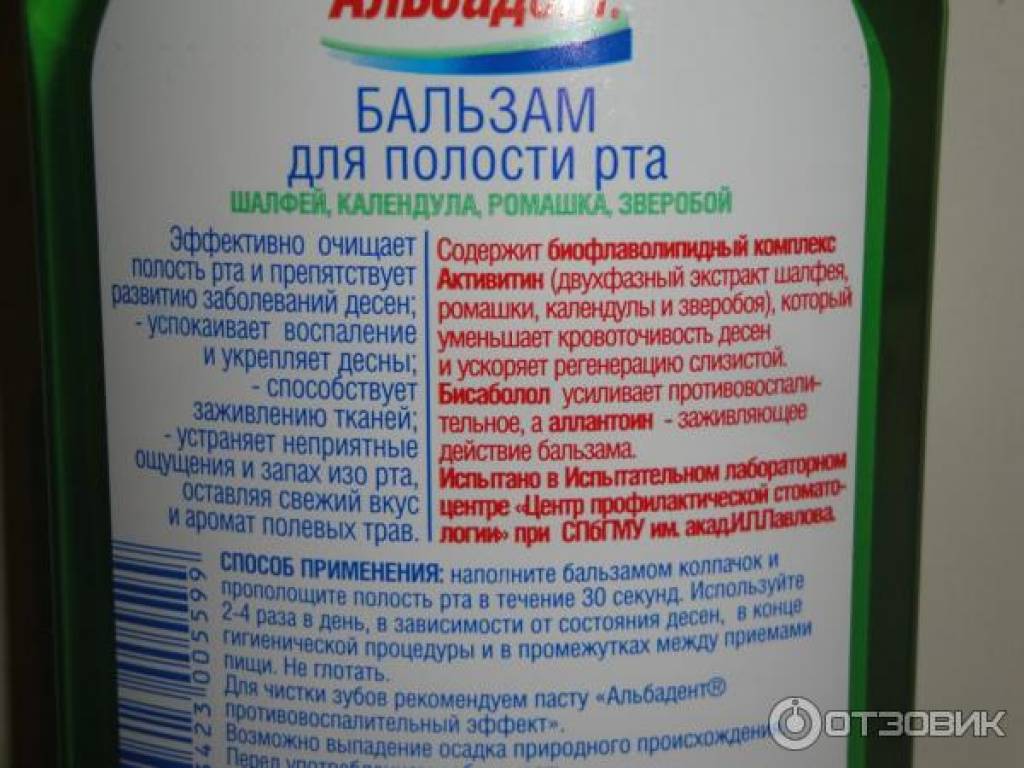 Альбадент®
БАЛЬЗАМ
для полости рта
ШАЛФЕЙ, КАЛЕНДУЛА, РОМАШКА, ЗВЕРОБОЙ
Эффективно очищает
полость рта и препятствует
развитию заболеваний десен;
- успокаивает воспаление
и укрепляет десны;
- способствует
заживлению тканей;
- устраняет неприятные
ощущения и запах изо рта,
оставляя свежий вкус
и аромат полевых трав.
Содержит биофлаволипидный комплекс
Активитин (двухфазный экстракт шалфея,
ромашки, календулы и зверобоя), который
уменьшает кровоточивость десен
и ускоряет регенерацию слизистой.
Бисаболол усиливает противовоспали-
тельное, а аллантоин - заживляющее
действие бальзама.
Испытано в Испытательном лабораторном
центре «Центр профилактической стомато-
логии» при СПбГМУ им. акад.И.П.Павлова.
СПОСОБ ПРИМЕНЕНИЯ: наполните бальзамом колпачок и
прополощите полость рта в течение 30 секунд. Используйте
2-4 раза в день, в зависимости от состояния десен, в конце
гигиенической процедуры и в промежутках между приемами
пищи. Не глотать.
Для чистки зубов рекомендуем пасту «Альбадент®
противовоспалительный эффект».
Возможно выпадение осадка природного происхождения.
Перед
423 005599
ОТЗОВИК